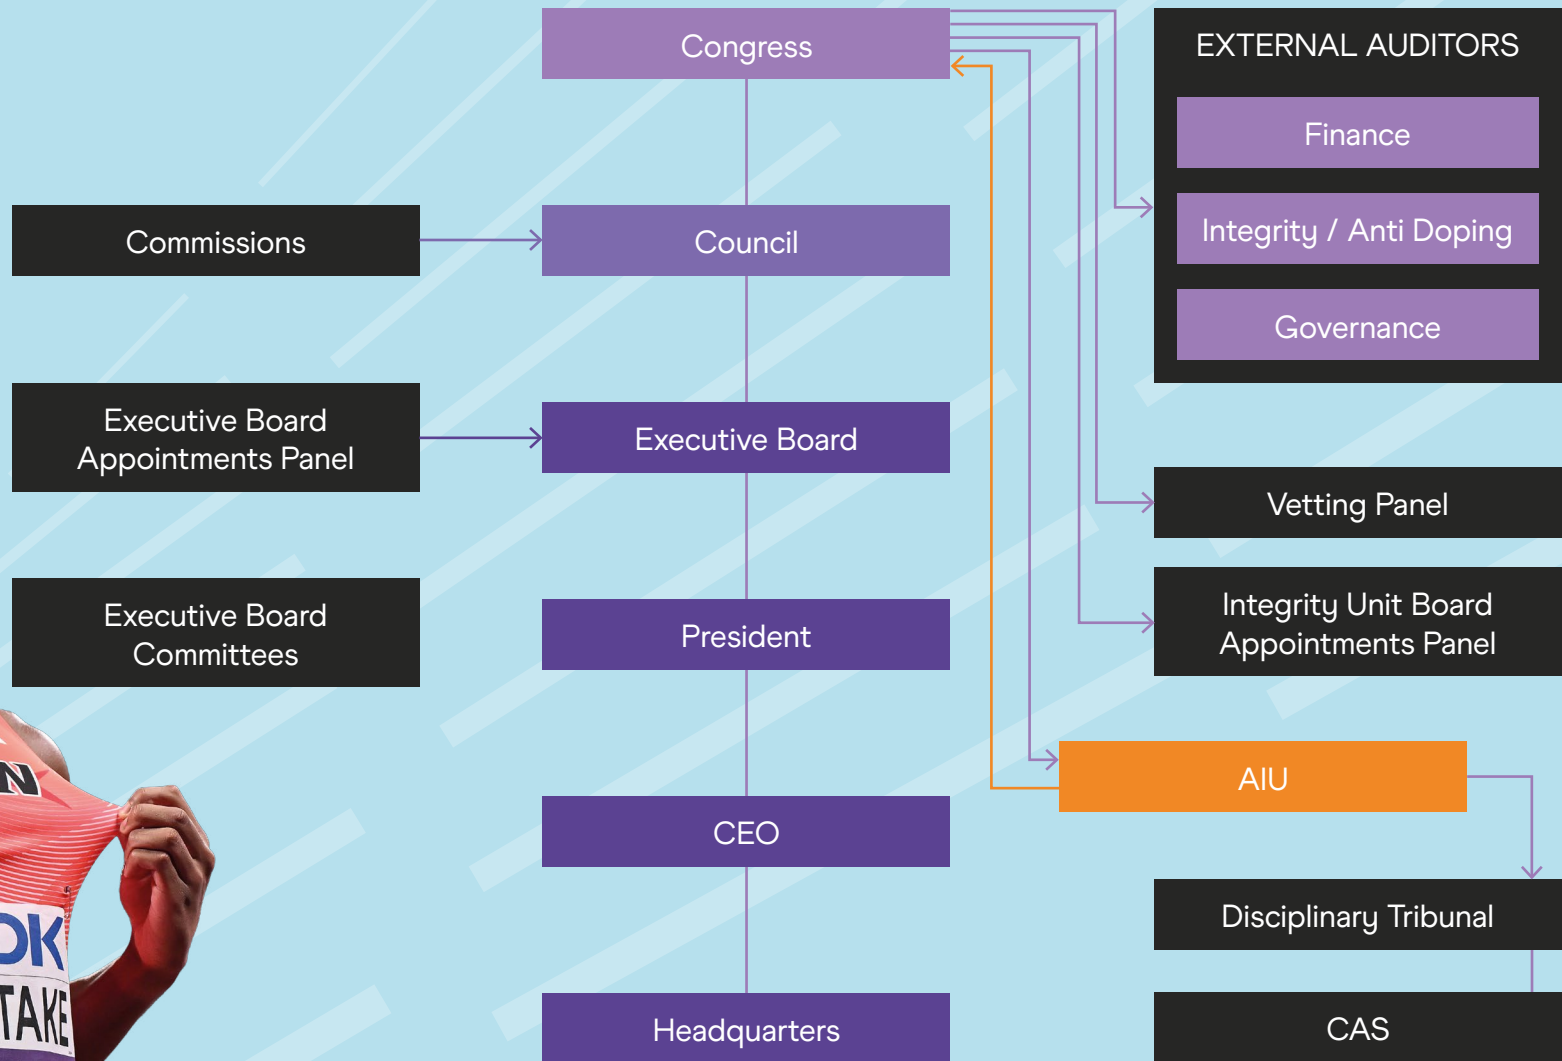 Congress
EXTERNAL AUDITORS
Finance
Integrity / Anti Doping
Governance
Commissions
Council
Executive Board
Appointments Panel
Executive Board
Vetting Panel
Executive Board
Committees
President
Integrity Unit Board
Appointments Panel
AIU
CEO
Disciplinary Tribunal
Headquarters
CAS
TAKE